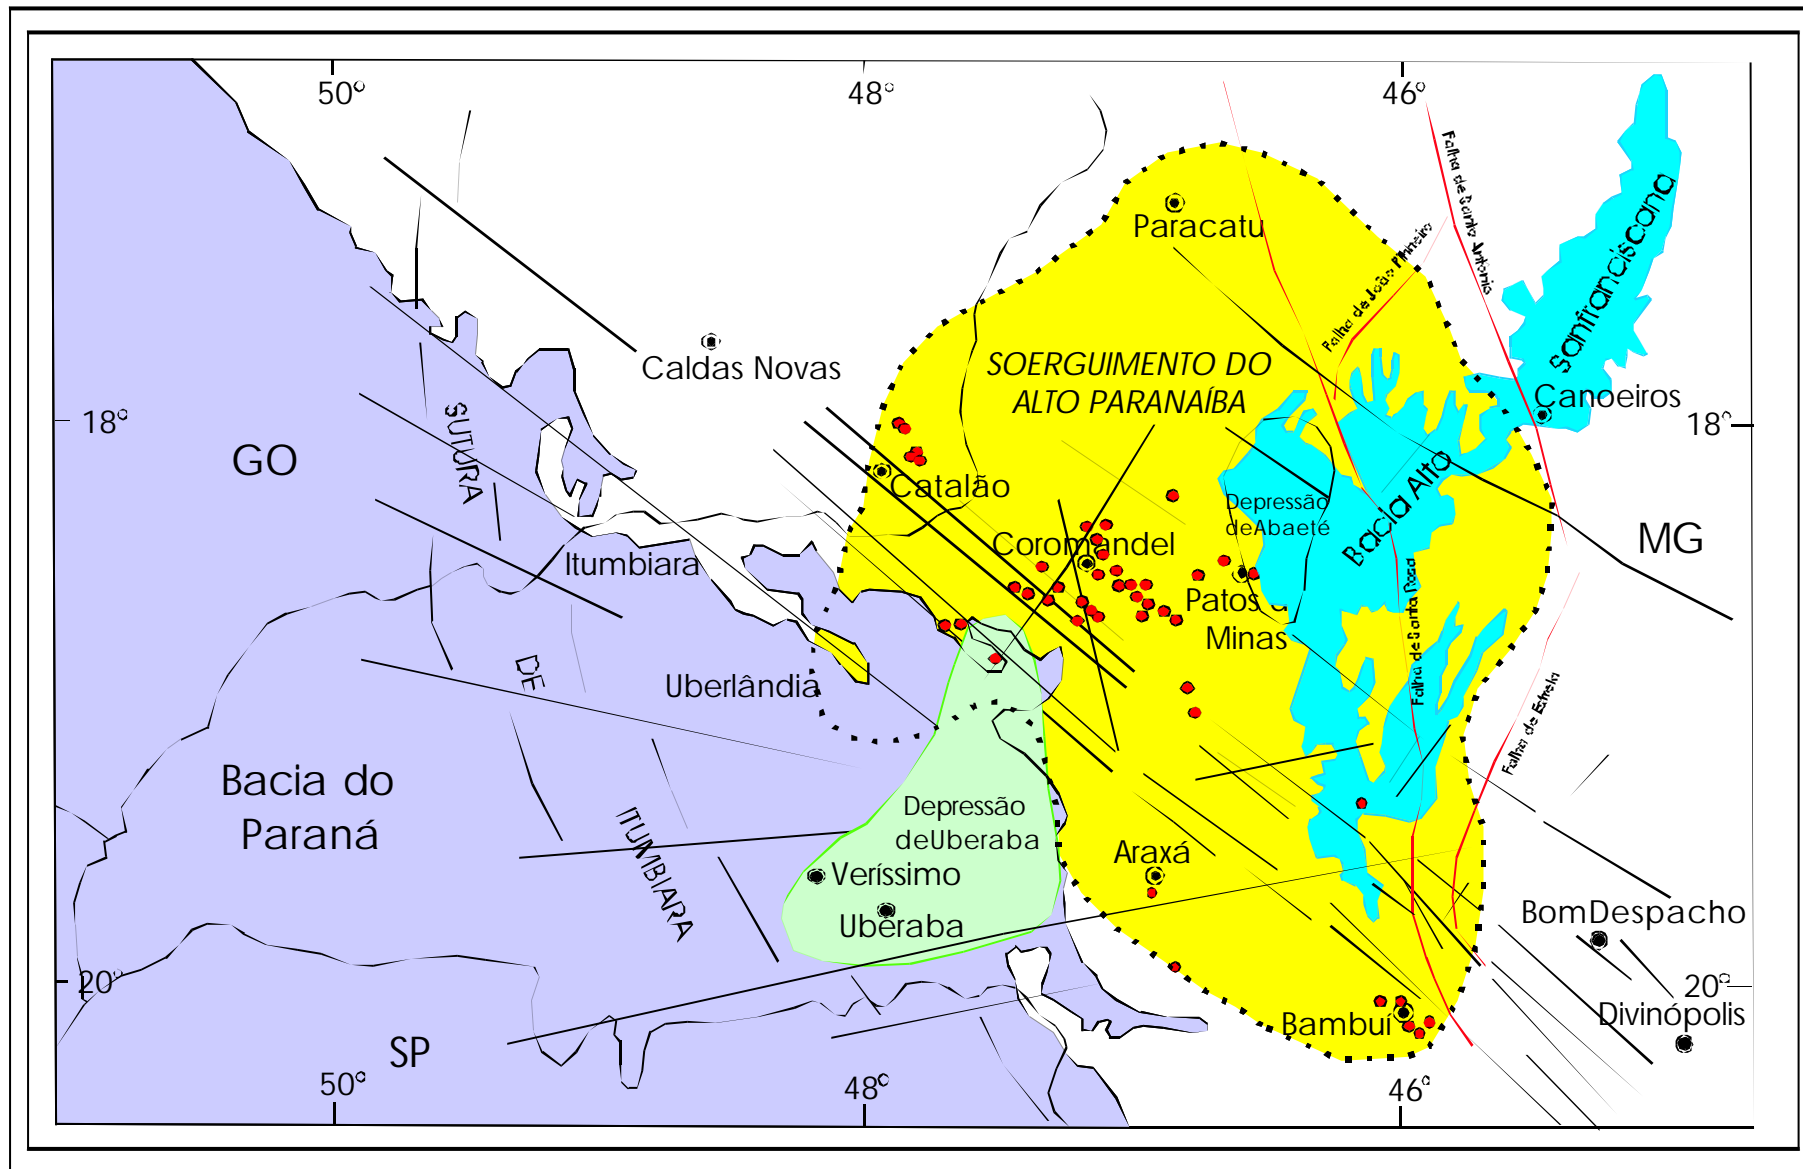 50°
48°
46°
Falha de Santo Antonio
Paracatu
Falha de João Pinheiro
sanfranciscana
Caldas Novas
SOERGUIMENTO DO
ALTO PARANAÍBA
Canoeiros
18°
18°
GO
SUTURA
Catalão
Bacia Alto
Depressão
deAbaeté
MG
Coromandel
Itumbiara
Patos d
Minas
Falha de Santa Rosa
DE
Uberlândia
Falha de Estrela
Bacia do
Paraná
ITUMBIARA
Depressão
deUberaba
Araxá
Veríssimo
Uberaba
BomDespacho
20°
20°
Divinópolis
Bambuí
SP
50°
48°
46°